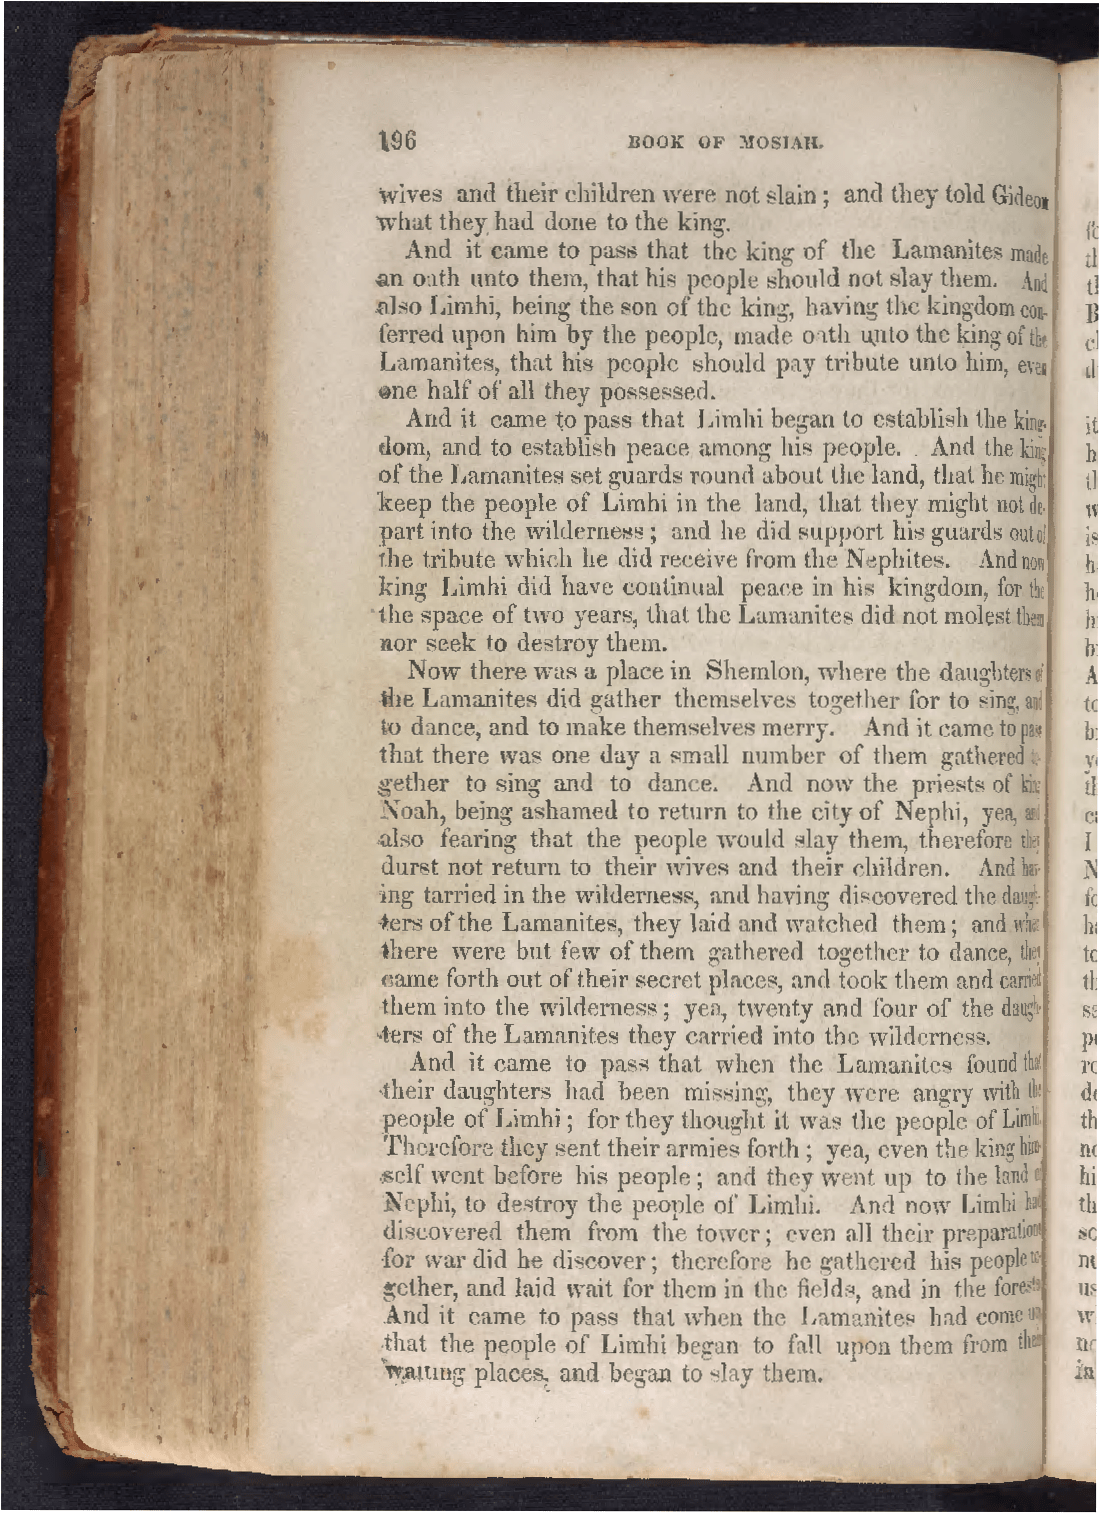 196 BOOK OF MOSIAH.
wives and their children were not slain; and they told Gideon
what they had done to the king.
And it came to pass that the king of the Lamanites made
an oath unto them, that his people should not slay them. And
also Limhi, being the son of the king, having the kingdom con-
ferred upon him by the people, made oath unto the king of the
Lamanites, that his people should pay tribute unto him, even
one half of all they possessed.
And it came to pass that Limhi began to establish the king-
dom, and to establish peace among his people. And the king
of the Lamanites set guards round about the land, that he might
keep the people of Limhi in the land, that they might not de-
part into the wilderness; and he did support his guards out of
the tribute which he did receive from the Nephites. And now
king Limhi did have continual peace in his kingdom, for the
the space of two years, that the Lamanites did not molest them
nor seek to destroy them.
Now there was a place in Shemlon, where the daughters of
the Lamanites did gather themselves together for to sing, and
to dance, and to make themselves merry. And it came to pass
that there was one day a small number of them gathered to-
gether to sing and to dance. And now the priests of king
Noah, being ashamed to return to the city of Nephi, yea, and
also fearing that the people would slay them, therefore they
durst not return to their wives and their children. And hav-
ing tarried in the wilderness, and having discovered the daugh-
ters of the Lamanites, they laid and watched them; and when
there were but few of them gathered together to dance, they
came forth out of their secret places, and took them and carried
them into the wilderness; yea, twenty and four of the daugh-
ters of the Lamanites they carried into the wilderness.
And it came to pass that when the Lamanites found that
their daughters had been missing, they were angry with the
people of Limhi; for they thought it was the people of Limhi.
Therefore they sent their armies forth; yea, even the king him-
self went before his people; and they went up to the land of
Nephi, to destroy the people of Limhi. And now Limhi had
discovered them from the tower; even all their preparations
for war did he discover; therefore he gathered his people to-
gether, and laid wait for them in the fields, and in the forests.
And it came to pass that when the Lamanites had come up,
that the people of Limhi began to fall upon them from their
waiting places, and began to slay them.